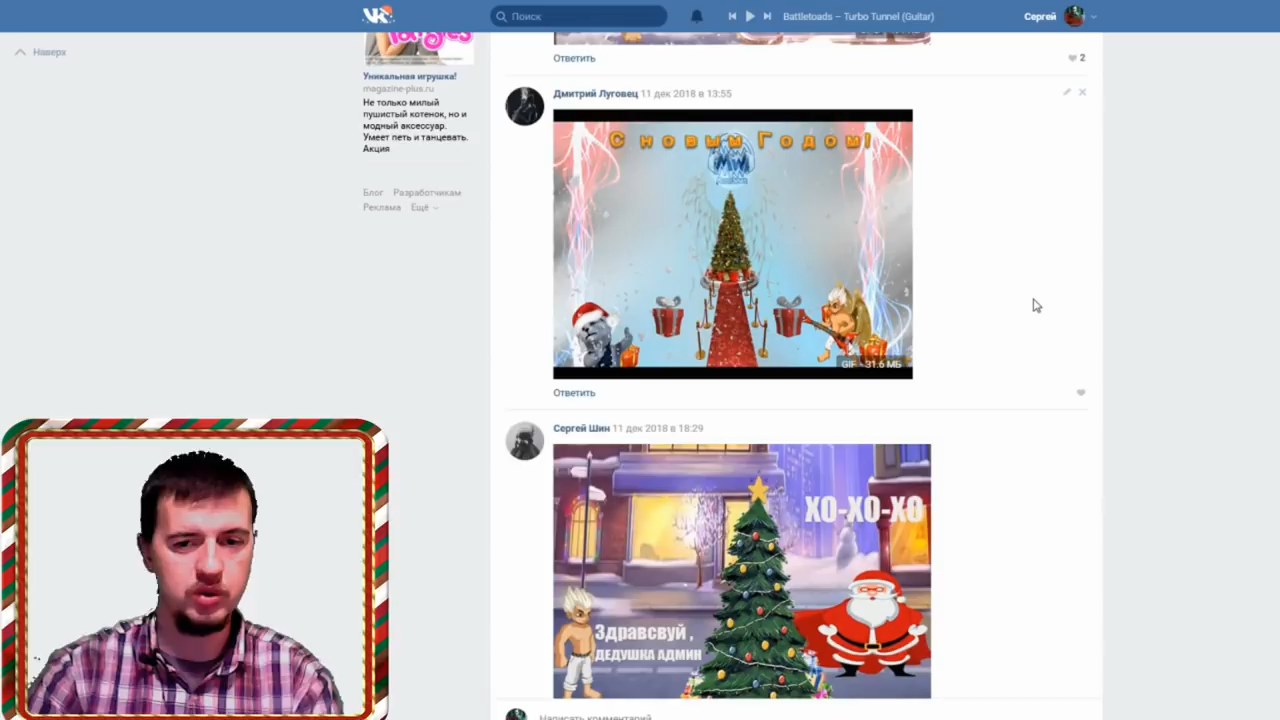 Поиск
Battletoads – Turbo Tunnel (Guitar)
Сергей
Наверх
Tangles
Уникальная игрушка!
magazine-plus.ru
Не только милый
пушистый котенок, но и
модный аксессуар.
Умеет петь и танцевать.
Акция
Блог Разработчикам
Реклама Ещё
Ответить
2
Дмитрий Луговец 11 дек 2018 в 13:55
С новым Годом!
GIF - 31.6 МБ
Ответить
Сергей Шин 11 дек 2018 в 18:29
ХО-ХО-ХО
Здравсвуй ,
ДЕДУШКА АДМИН
Написать комментарий